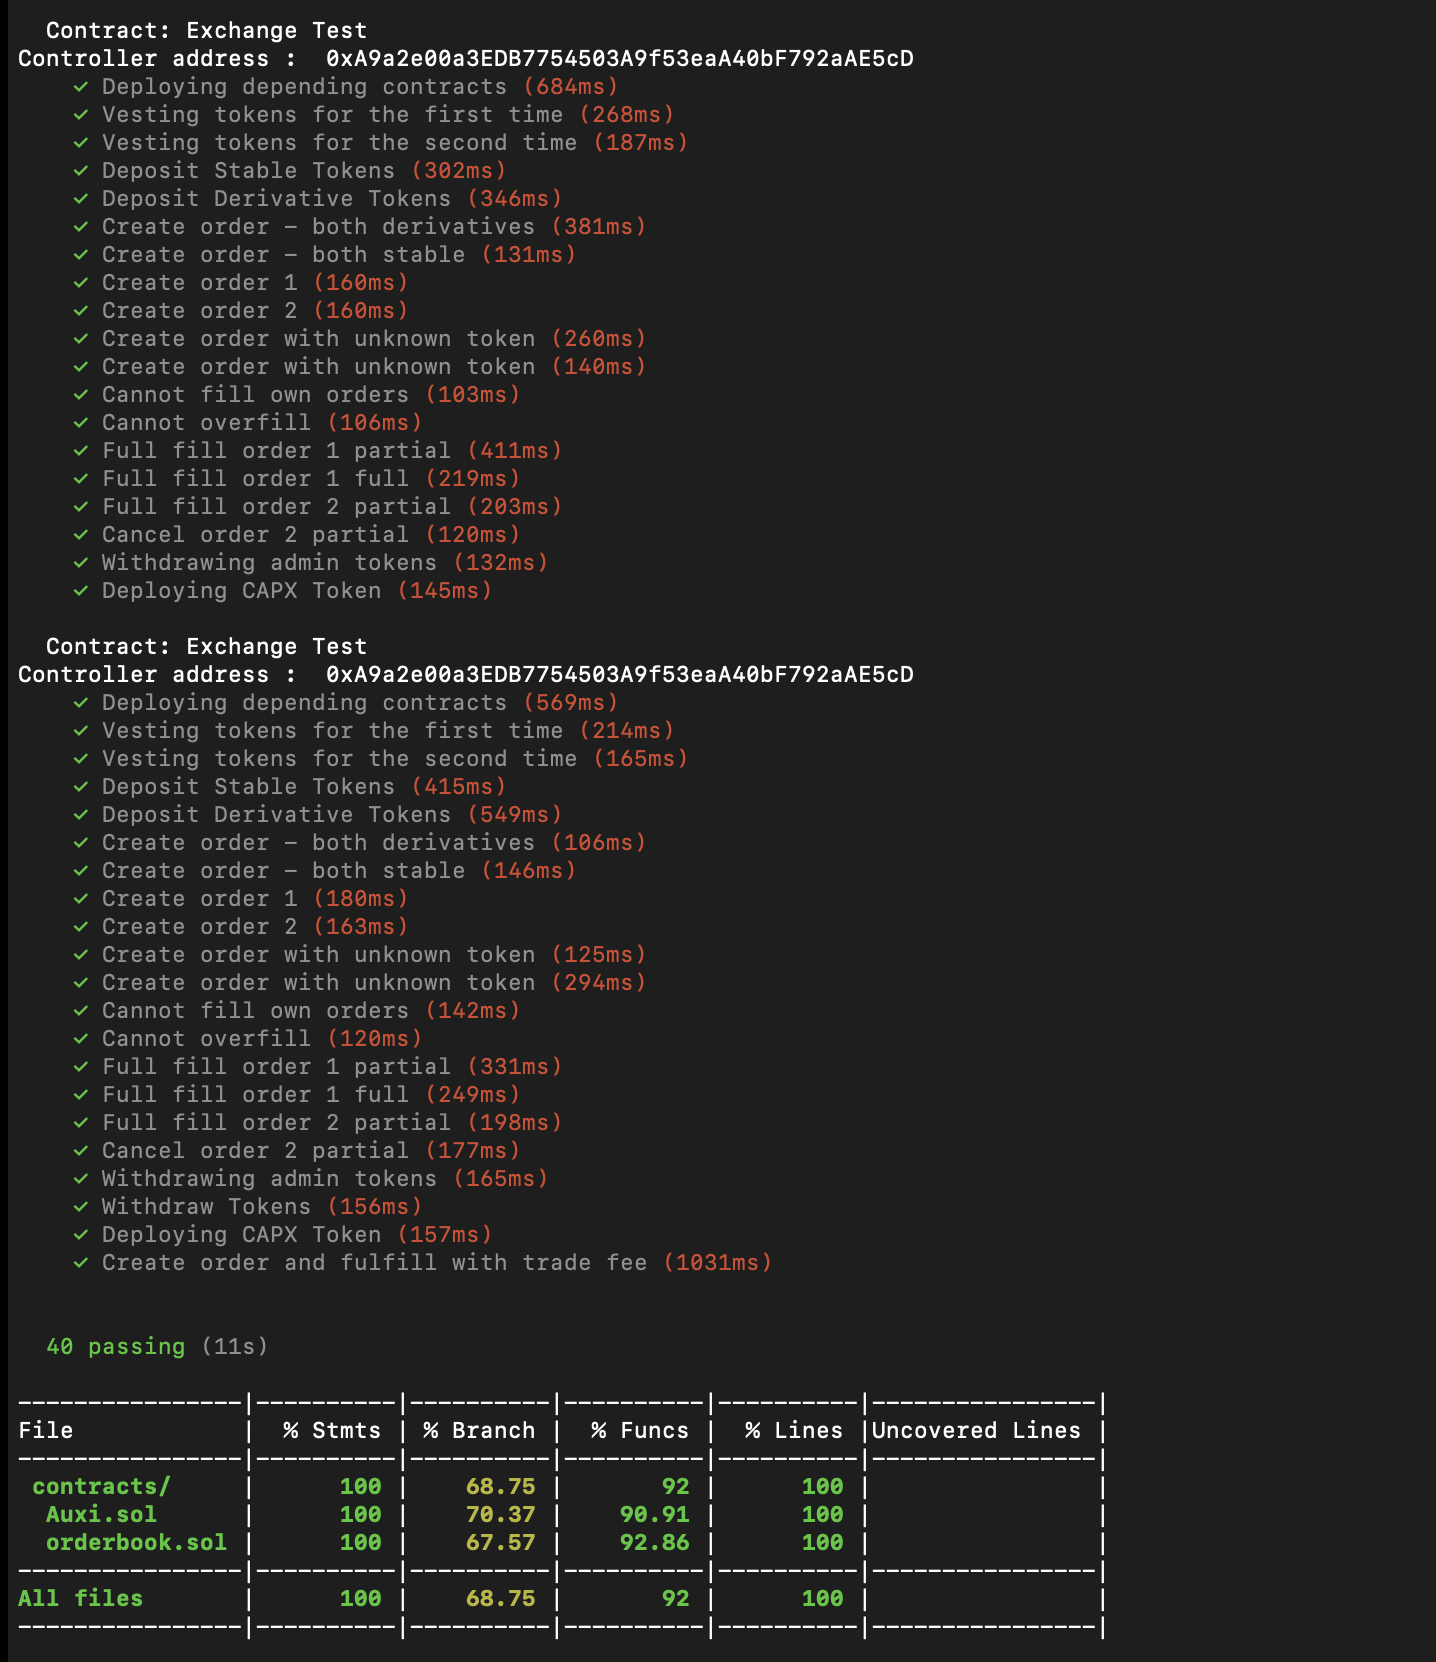 Contract: Exchange Test
Controller address :  0xA9a2e00a3EDB7754503A9f53eaA40bF792aAE5cD
✓ Deploying depending contracts (684ms)
✓ Vesting tokens for the first time (268ms)
✓ Vesting tokens for the second time (187ms)
✓ Deposit Stable Tokens (302ms)
✓ Deposit Derivative Tokens (346ms)
✓ Create order – both derivatives (381ms)
✓ Create order – both stable (131ms)
✓ Create order 1 (160ms)
✓ Create order 2 (160ms)
✓ Create order with unknown token (260ms)
✓ Create order with unknown token (140ms)
✓ Cannot fill own orders (103ms)
✓ Cannot overfill (106ms)
✓ Full fill order 1 partial (411ms)
✓ Full fill order 1 full (219ms)
✓ Full fill order 2 partial (203ms)
✓ Cancel order 2 partial (120ms)
✓ Withdrawing admin tokens (132ms)
✓ Deploying CAPX Token (145ms)
Contract: Exchange Test
Controller address :  0xA9a2e00a3EDB7754503A9f53eaA40bF792aAE5cD
✓ Deploying depending contracts (569ms)
✓ Vesting tokens for the first time (214ms)
✓ Vesting tokens for the second time (165ms)
✓ Deposit Stable Tokens (415ms)
✓ Deposit Derivative Tokens (549ms)
✓ Create order – both derivatives (106ms)
✓ Create order – both stable (146ms)
✓ Create order 1 (180ms)
✓ Create order 2 (163ms)
✓ Create order with unknown token (125ms)
✓ Create order with unknown token (294ms)
✓ Cannot fill own orders (142ms)
✓ Cannot overfill (120ms)
✓ Full fill order 1 partial (331ms)
✓ Full fill order 1 full (249ms)
✓ Full fill order 2 partial (198ms)
✓ Cancel order 2 partial (177ms)
✓ Withdrawing admin tokens (165ms)
✓ Withdraw Tokens (156ms)
✓ Deploying CAPX Token (157ms)
✓ Create order and fulfill with trade fee (1031ms)
40 passing (11s)
----------------|----------|----------|----------|----------|----------------|
File            |  % Stmts | % Branch |  % Funcs |  % Lines |Uncovered Lines |
----------------|----------|----------|----------|----------|----------------|
 contracts/     |      100 |    68.75 |       92 |      100 |                |
  Auxi.sol      |      100 |    70.37 |    90.91 |      100 |                |
  orderbook.sol |      100 |    67.57 |    92.86 |      100 |                |
----------------|----------|----------|----------|----------|----------------|
All files       |      100 |    68.75 |       92 |      100 |                |
----------------|----------|----------|----------|----------|----------------|